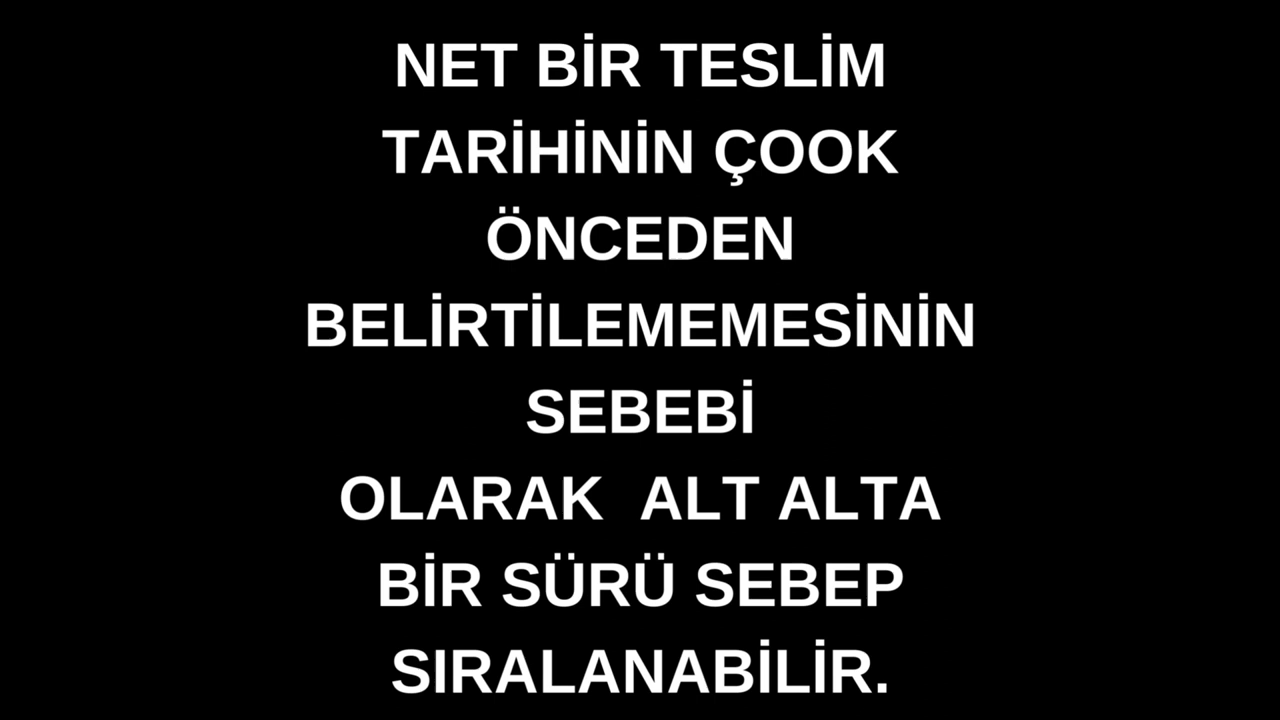 NET BİR TESLİM
TARİHİNİN ÇOOK
ÖNCEDEN
BELİRTİLEMEMESİNİN
SEBEBİ
OLARAK  ALT ALTA
BİR SÜRÜ SEBEP
SIRALANABİLİR.